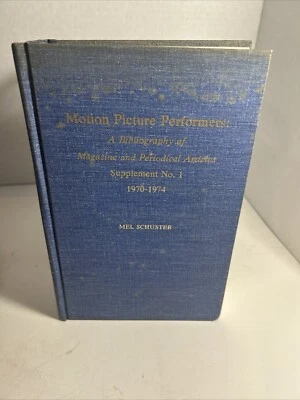 Motion Picture Performers:
A Bibliography of
Magazine and Periodical Articles
Supplement No. 1
1970-1974
MEL SCHUSTER